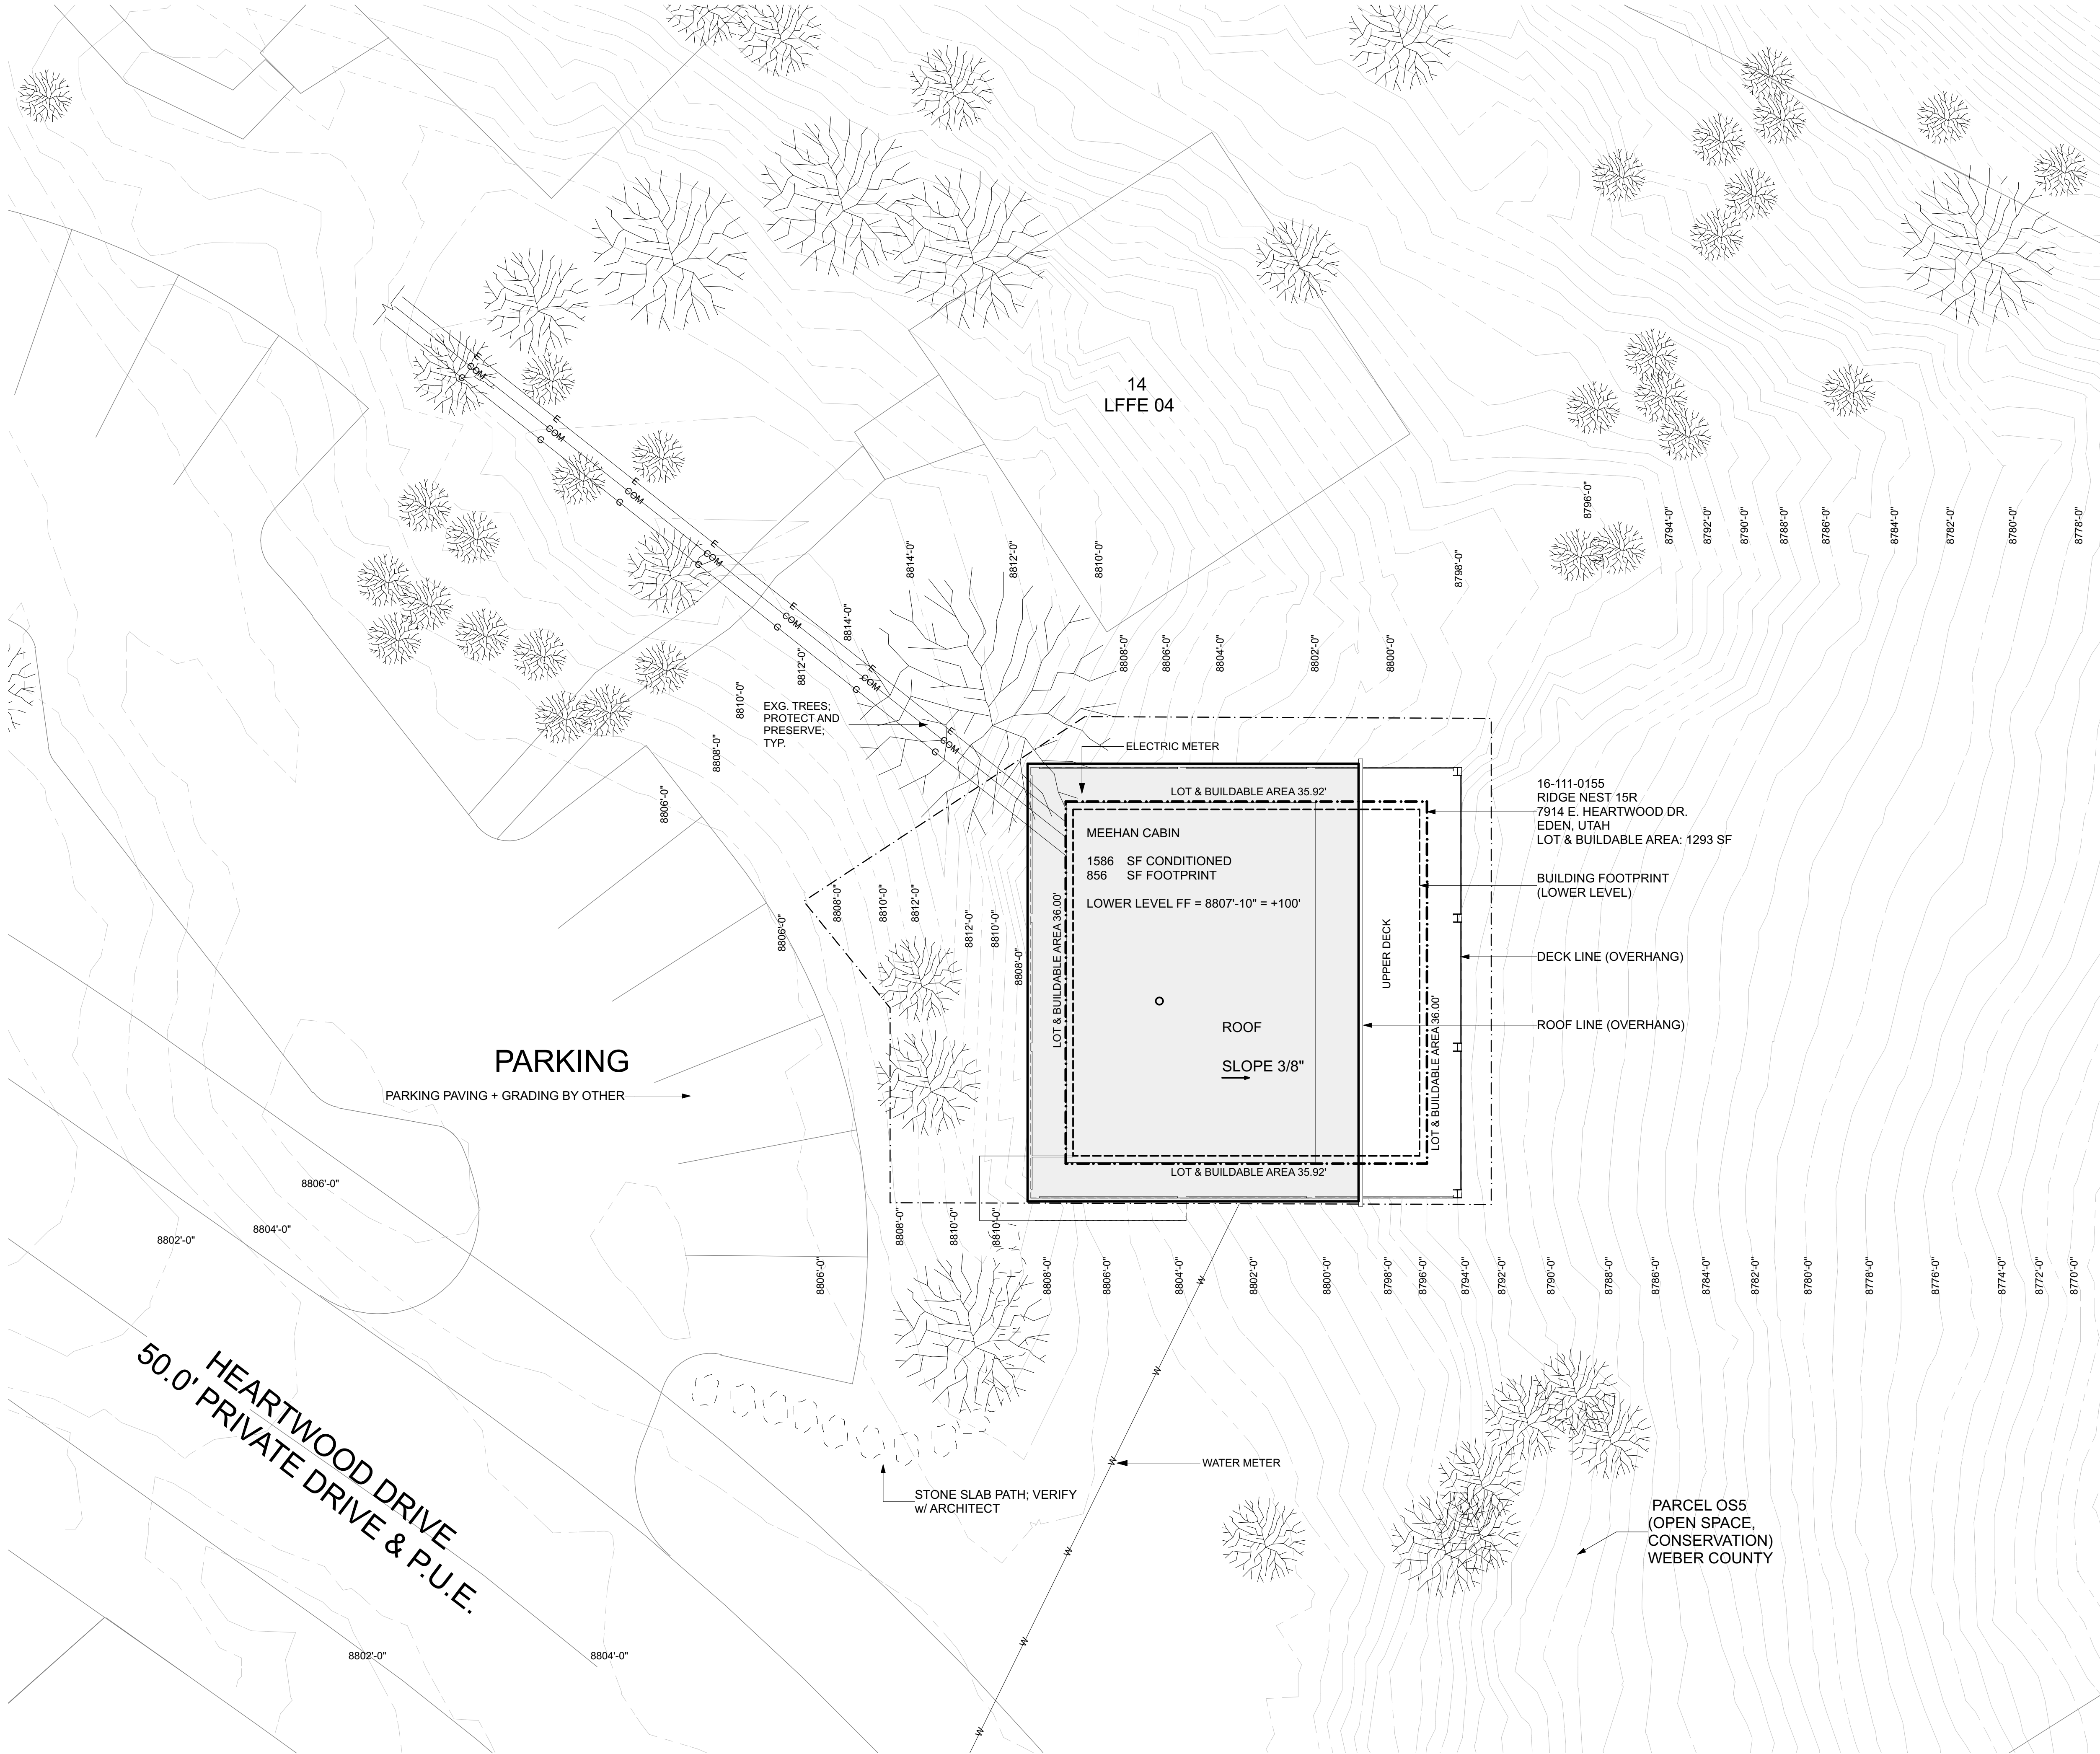 14
LFFE 04
E
COM
G
E
COM
G
E
COM
G
E
COM
G
E
COM
G
E
COM
G
E
COM
G
8796'-0"
8794'-0"
8792'-0"
8790'-0"
8788'-0"
8786'-0"
8784'-0"
8782'-0"
8780'-0"
8778'-0"
8814'-0"
8812'-0"
8810'-0"
8798'-0"
8814'-0"
8812'-0"
8810'-0"
8808'-0"
8806'-0"
8808'-0"
8806'-0"
8804'-0"
8802'-0"
8800'-0"
EXG. TREES;
PROTECT AND
PRESERVE;
TYP.
ELECTRIC METER
LOT & BUILDABLE AREA 35.92'
16-111-0155
RIDGE NEST 15R
7914 E. HEARTWOOD DR.
EDEN, UTAH
LOT & BUILDABLE AREA: 1293 SF
MEEHAN CABIN
1586 SF CONDITIONED
856 SF FOOTPRINT
LOWER LEVEL FF = 8807'-10" = +100'
BUILDING FOOTPRINT
(LOWER LEVEL)
8806'-0"
8808'-0"
8810'-0"
8812'-0"
8812'-0"
8810'-0"
8808'-0"
LOT & BUILDABLE AREA 36.00'
UPPER DECK
DECK LINE (OVERHANG)
ROOF
ROOF LINE (OVERHANG)
LOT & BUILDABLE AREA 36.00'
SLOPE 3/8"
PARKING
PARKING PAVING + GRADING BY OTHER
LOT & BUILDABLE AREA 35.92'
8806'-0"
8804'-0"
8802'-0"
8808'-0"
8810'-0"
8810'-0"
8806'-0"
8808'-0"
8806'-0"
8804'-0"
8802'-0"
8800'-0"
8798'-0"
8796'-0"
8794'-0"
8792'-0"
8790'-0"
8788'-0"
8786'-0"
8784'-0"
8782'-0"
8780'-0"
8778'-0"
8776'-0"
8774'-0"
8772'-0"
8770'-0"
W
W
W
W
W
W
HEARTWOOD DRIVE
50.0' PRIVATE DRIVE & P.U.E.
WATER METER
STONE SLAB PATH; VERIFY
w/ ARCHITECT
PARCEL OS5
(OPEN SPACE,
CONSERVATION)
WEBER COUNTY
8802'-0"
8804'-0"